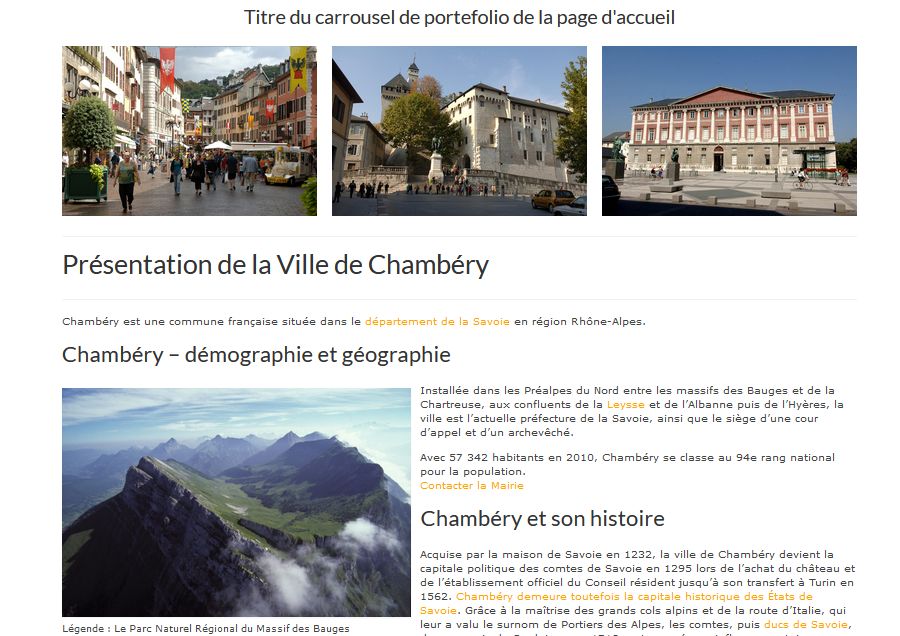 Titre du carrousel de portefolio de la page d'accueil
Présentation de la Ville de Chambéry
Chambéry est une commune française située dans le département de la Savoie en région Rhône-Alpes.
Chambéry – démographie et géographie
Installée dans les Préalpes du Nord entre les massifs des Bauges et de la
Chartreuse, aux confluents de la Leysse et de l’Albanne puis de l’Hyères, la
ville est l’actuelle préfecture de la Savoie, ainsi que le siège d’une cour
d’appel et d’un archevêché.
Avec 57 342 habitants en 2010, Chambéry se classe au 94e rang national
pour la population.
Contacter la Mairie
Chambéry et son histoire
Acquise par la maison de Savoie en 1232, la ville de Chambéry devient la
capitale politique des comtes de Savoie en 1295 lors de l’achat du château et
de l’établissement officiel du Conseil résident jusqu’à son transfert à Turin en
1562. Chambéry demeure toutefois la capitale historique des États de
Savoie. Grâce à la maîtrise des grands cols alpins et de la route d’Italie, qui
leur a valu le surnom de Portiers des Alpes, les comtes, puis ducs de Savoie,
Légende : Le Parc Naturel Régional du Massif des Bauges